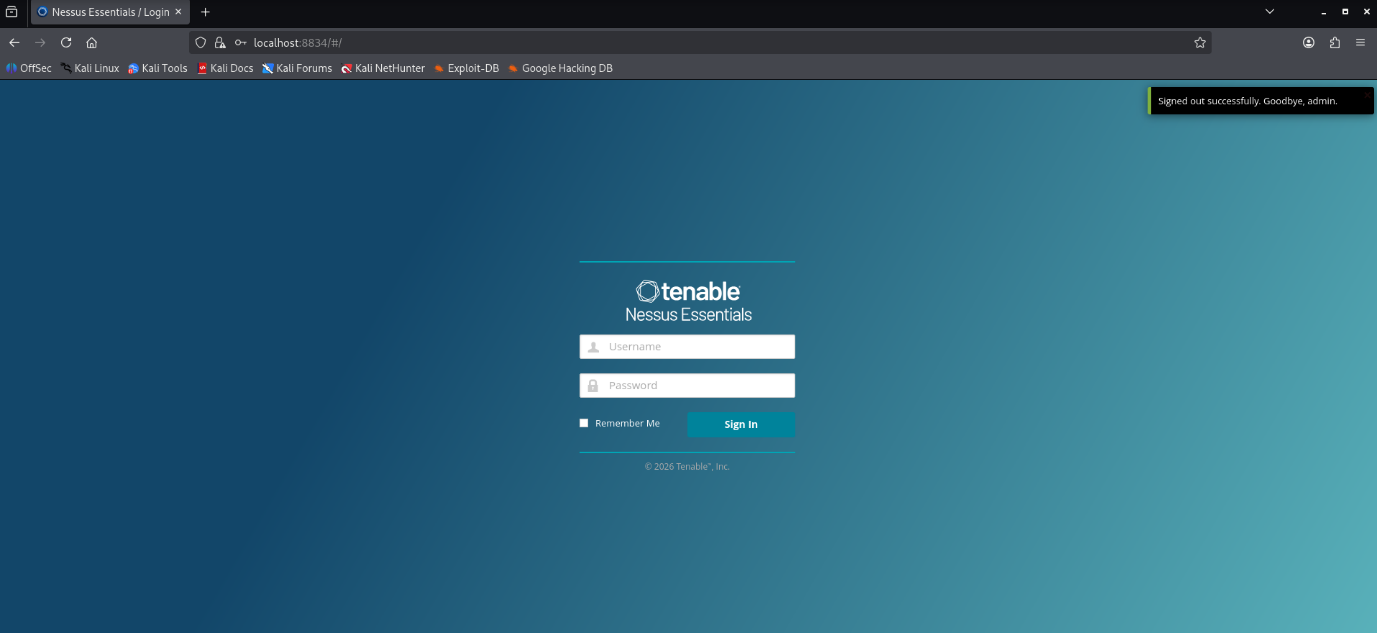 Nessus Essentials / Login
localhost:8834/#/
OffSec Kali Linux Kali Tools Kali Docs Kali Forums Kali NetHunter Exploit-DB Google Hacking DB
Signed out successfully. Goodbye, admin.
tenable
Nessus Essentials
Username
Password
Remember Me Sign In
© 2026 Tenable™, Inc.